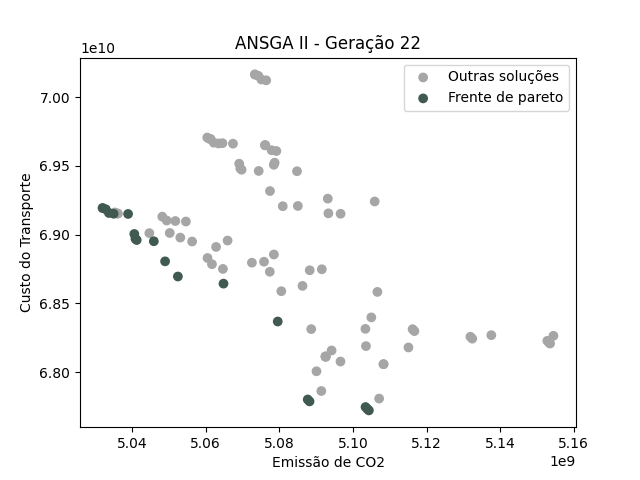 ANSGA II - Geração 22
1e10
Outras soluções
Frente de pareto
7.00
6.95
6.90
6.85
6.80
Custo do Transporte
5.04 5.06 5.08 5.10 5.12 5.14 5.16
Emissão de CO2
1e9